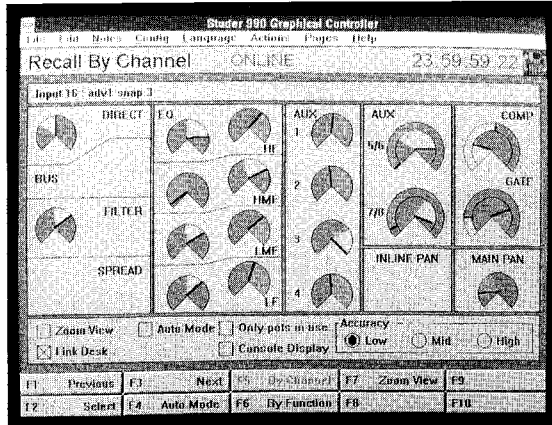 Studer 990 Graphical Controller
File Edit Nodes Config Language Actions Pages Help
Recall By Channel ONLINE 23.59.59.22
Input 16 : adv1 snap 3
DIRECT EQ AUX AUX COMP
1 5/6
HF
BUS 2 GATE
HMF
FILTER 7/8
3
LMF INLINE PAN MAIN PAN
SPREAD
4
LF
Zoom View Auto Mode Only pots in use Accuracy
Low Mid High
Link Desk Console Display
F1 Previous F3 Next F5 By Channel F7 Zoom View F9
F2 Select F4 Auto Mode F6 By Function F8 F10